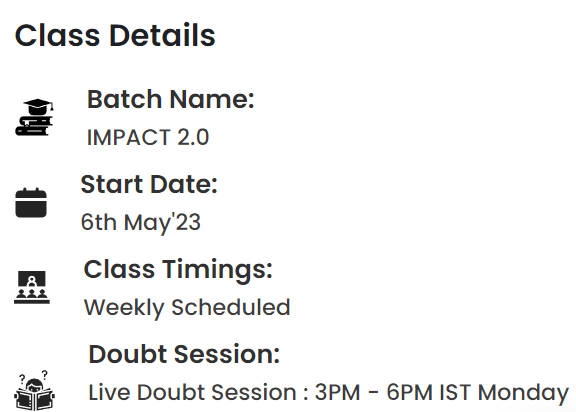 Class Details
Batch Name:
IMPACT 2.0
Start Date:
6th May'23
Class Timings:
Weekly Scheduled
Doubt Session:
Live Doubt Session : 3PM - 6PM IST Monday